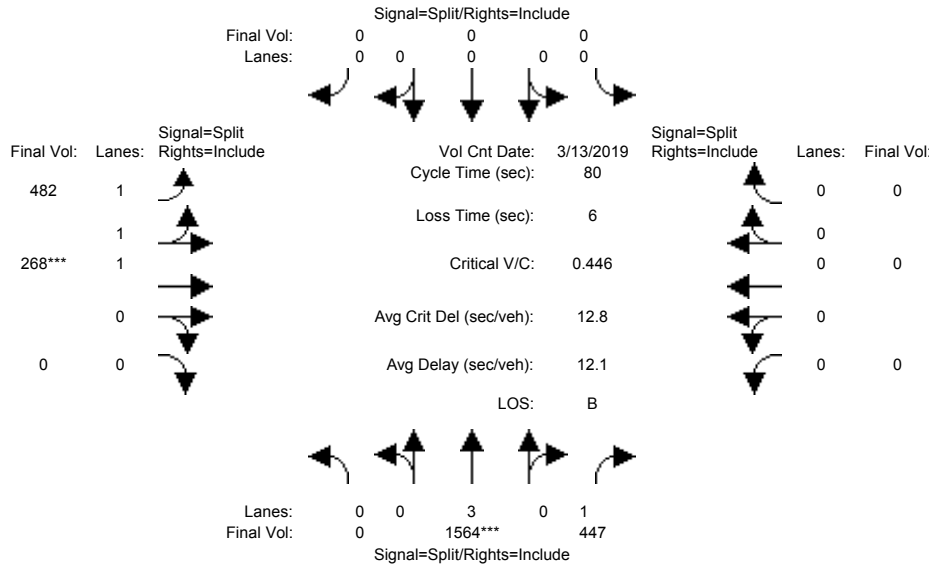 Signal=Split/Rights=Include
Final Vol: 0 0 0
Lanes: 0 0 0 0 0
Signal=Split Signal=Split
Final Vol: Lanes: Rights=Include Vol Cnt Date: 3/13/2019 Rights=Include Lanes: Final Vol:
Cycle Time (sec): 80
482 1 0 0
Loss Time (sec): 6
1 0
268*** 1 Critical V/C: 0.446 0 0
0 Avg Crit Del (sec/veh): 12.8 0
0 0 Avg Delay (sec/veh): 12.1 0 0
LOS: B
Lanes: 0 0 3 0 1
Final Vol: 0 1564*** 447
Signal=Split/Rights=Include